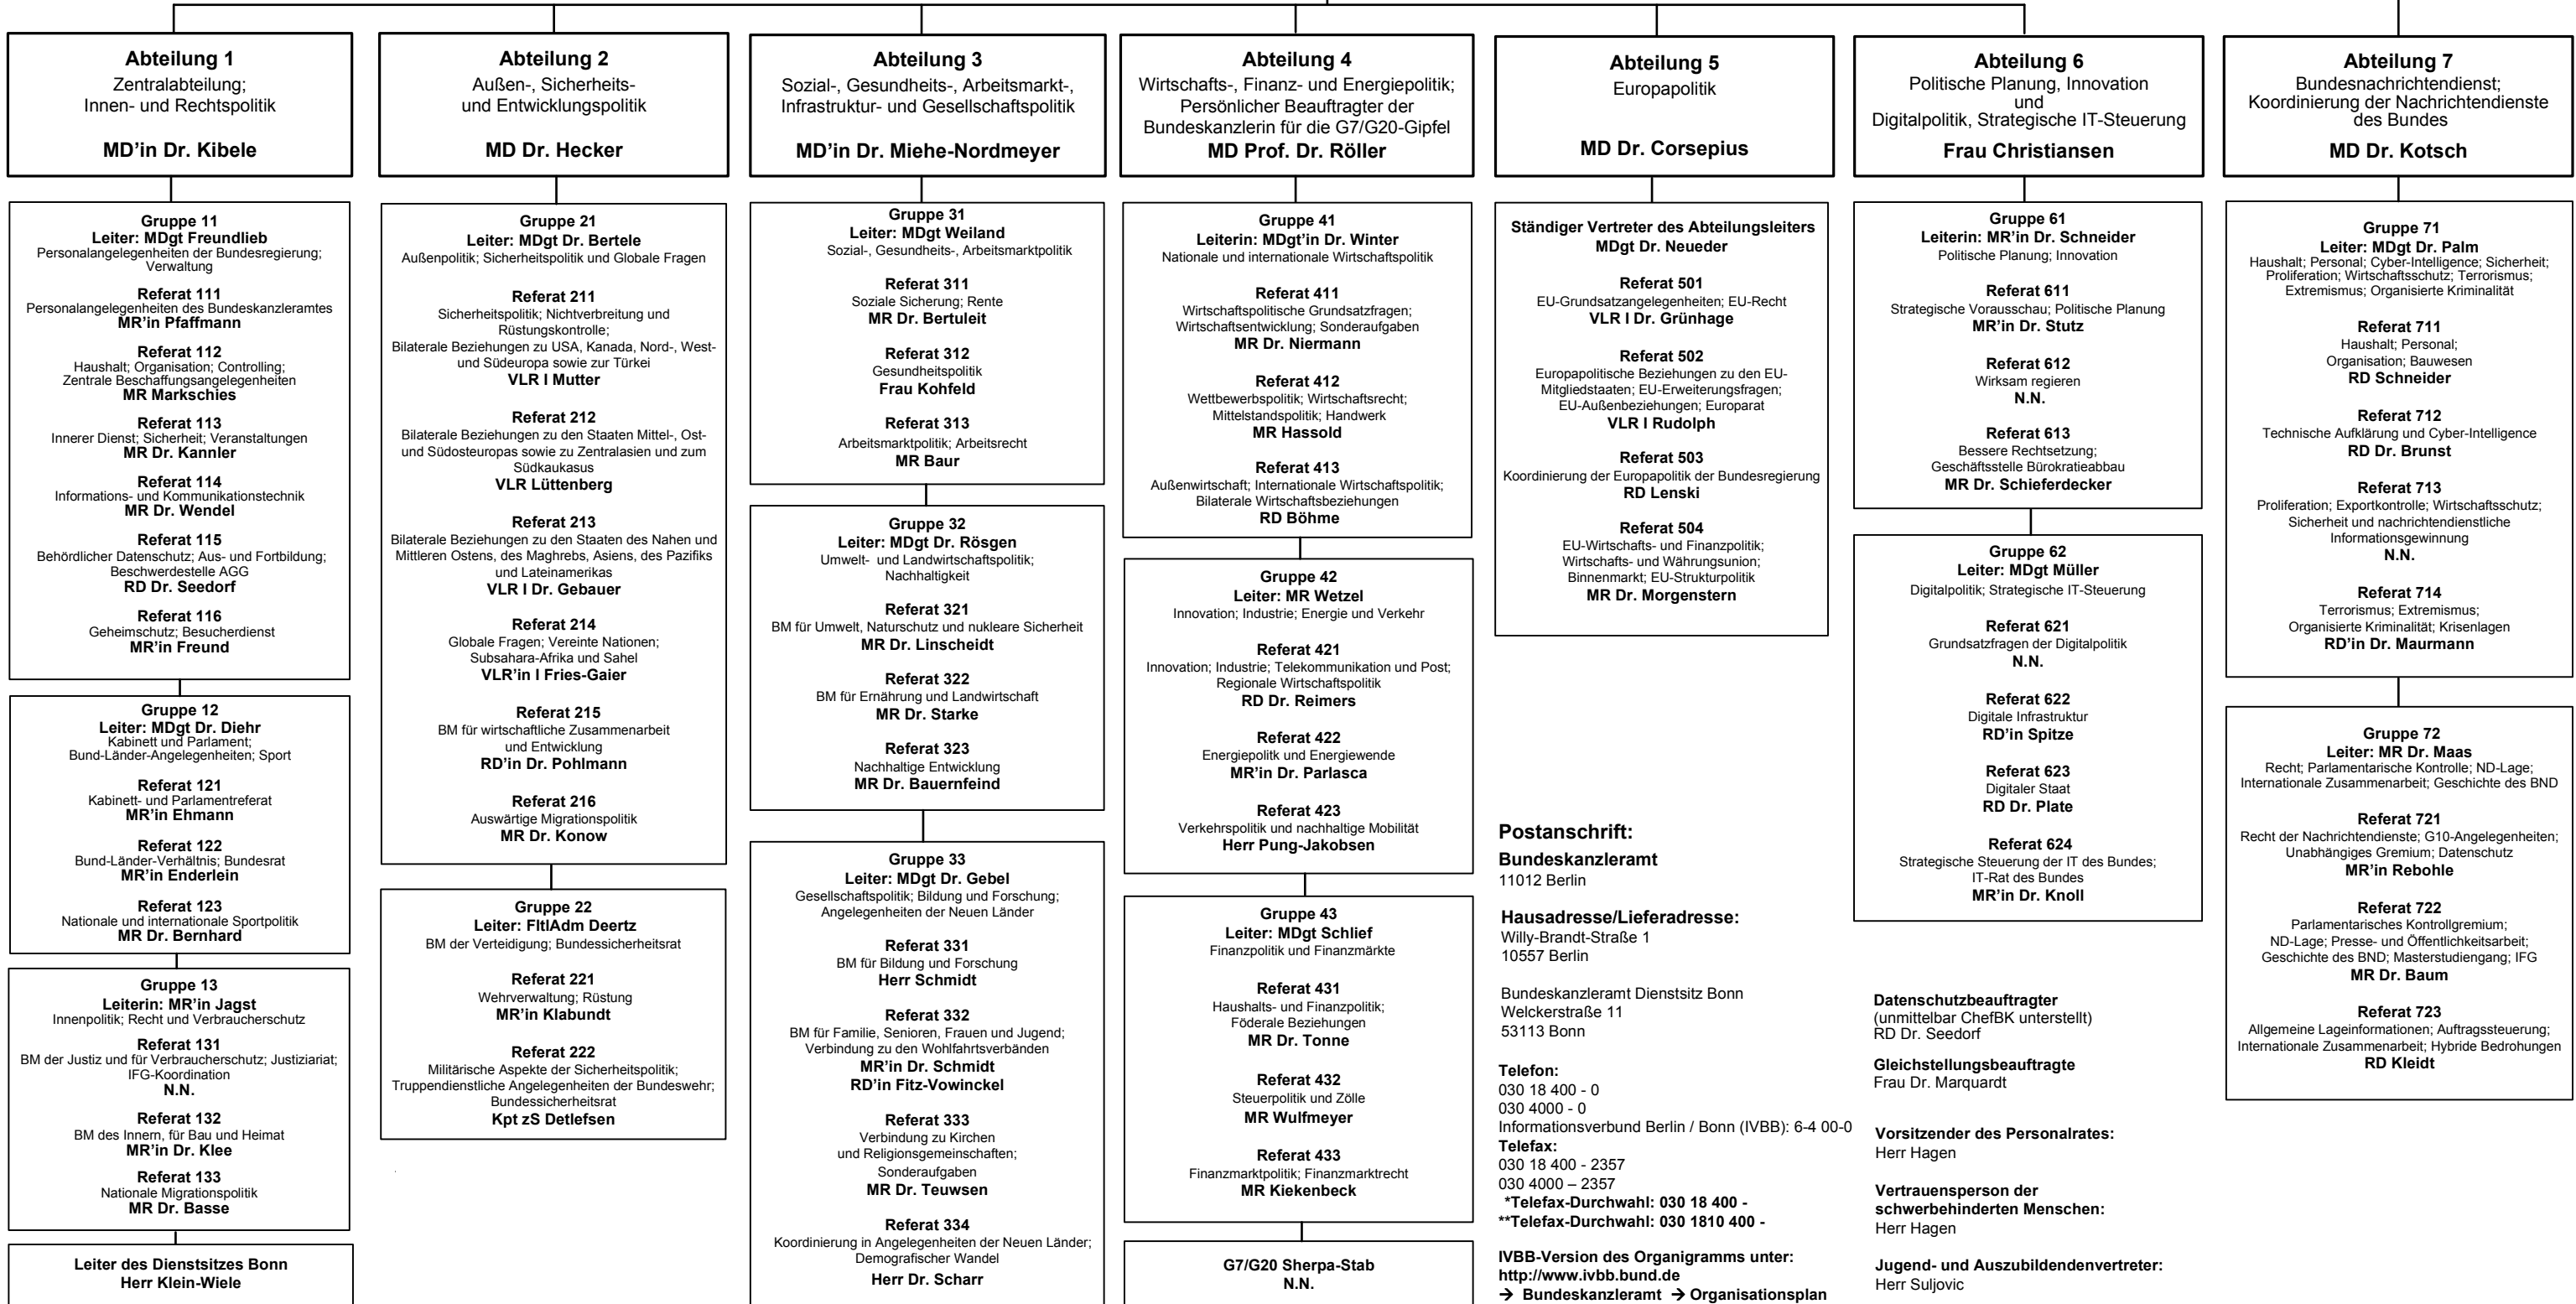 Abteilung 1
Zentralabteilung;
Innen- und Rechtspolitik
MD’in Dr. Kibele
Gruppe 11
Leiter: MDgt Freundlieb
Personalangelegenheiten der Bundesregierung;
Verwaltung
Referat 111
Personalangelegenheiten des Bundeskanzleramtes
MR’in Pfaffmann
Referat 112
Haushalt; Organisation; Controlling;
Zentrale Beschaffungsangelegenheiten
MR Markschies
Referat 113
Innerer Dienst; Sicherheit; Veranstaltungen
MR Dr. Kannler
Referat 114
Informations- und Kommunikationstechnik
MR Dr. Wendel
Referat 115
Behördlicher Datenschutz; Aus- und Fortbildung;
Beschwerdestelle AGG
RD Dr. Seedorf
Referat 116
Geheimschutz; Besucherdienst
MR’in Freund
Gruppe 12
Leiter: MDgt Dr. Diehr
Kabinett und Parlament;
Bund-Länder-Angelegenheiten; Sport
Referat 121
Kabinett- und Parlamentreferat
MR’in Ehmann
Referat 122
Bund-Länder-Verhältnis; Bundesrat
MR’in Enderlein
Referat 123
Nationale und internationale Sportpolitik
MR Dr. Bernhard
Gruppe 13
Leiterin: MR’in Jagst
Innenpolitik; Recht und Verbraucherschutz
Referat 131
BM der Justiz und für Verbraucherschutz; Justiziariat;
IFG-Koordination
N.N.
Referat 132
BM des Innern, für Bau und Heimat
MR’in Dr. Klee
Referat 133
Nationale Migrationspolitik
MR Dr. Basse
Leiter des Dienstsitzes Bonn
Herr Klein-Wiele
Abteilung 2
Außen-, Sicherheits-
und Entwicklungspolitik
MD Dr. Hecker
Gruppe 21
Leiter: MDgt Dr. Bertele
Außenpolitik; Sicherheitspolitik und Globale Fragen
Referat 211
Sicherheitspolitik; Nichtverbreitung und
Rüstungskontrolle;
Bilaterale Beziehungen zu USA, Kanada, Nord-, West-
und Südeuropa sowie zur Türkei
VLR I Mutter
Referat 212
Bilaterale Beziehungen zu den Staaten Mittel-, Ost-
und Südosteuropas sowie zu Zentralasien und zum
Südkaukasus
VLR Lüttenberg
Referat 213
Bilaterale Beziehungen zu den Staaten des Nahen und
Mittleren Ostens, des Maghrebs, Asiens, des Pazifiks
und Lateinamerikas
VLR I Dr. Gebauer
Referat 214
Globale Fragen; Vereinte Nationen;
Subsahara-Afrika und Sahel
VLR’in I Fries-Gaier
Referat 215
BM für wirtschaftliche Zusammenarbeit
und Entwicklung
RD’in Dr. Pohlmann
Referat 216
Auswärtige Migrationspolitik
MR Dr. Konow
Gruppe 22
Leiter: FltlAdm Deertz
BM der Verteidigung; Bundessicherheitsrat
Referat 221
Wehrverwaltung; Rüstung
MR’in Klabundt
Referat 222
Militärische Aspekte der Sicherheitspolitik;
Truppendienstliche Angelegenheiten der Bundeswehr;
Bundessicherheitsrat
Kpt zS Detlefsen
Abteilung 3
Sozial-, Gesundheits-, Arbeitsmarkt-,
Infrastruktur- und Gesellschaftspolitik
MD’in Dr. Miehe-Nordmeyer
Gruppe 31
Leiter: MDgt Weiland
Sozial-, Gesundheits-, Arbeitsmarktpolitik
Referat 311
Soziale Sicherung; Rente
MR Dr. Bertuleit
Referat 312
Gesundheitspolitik
Frau Kohfeld
Referat 313
Arbeitsmarktpolitik; Arbeitsrecht
MR Baur
Gruppe 32
Leiter: MDgt Dr. Rösgen
Umwelt- und Landwirtschaftspolitik;
Nachhaltigkeit
Referat 321
BM für Umwelt, Naturschutz und nukleare Sicherheit
MR Dr. Linscheidt
Referat 322
BM für Ernährung und Landwirtschaft
MR Dr. Starke
Referat 323
Nachhaltige Entwicklung
MR Dr. Bauernfeind
Gruppe 33
Leiter: MDgt Dr. Gebel
Gesellschaftspolitik; Bildung und Forschung;
Angelegenheiten der Neuen Länder
Referat 331
BM für Bildung und Forschung
Herr Schmidt
Referat 332
BM für Familie, Senioren, Frauen und Jugend;
Verbindung zu den Wohlfahrtsverbänden
MR’in Dr. Schmidt
RD’in Fitz-Vowinckel
Referat 333
Verbindung zu Kirchen
und Religionsgemeinschaften;
Sonderaufgaben
MR Dr. Teuwsen
Referat 334
Koordinierung in Angelegenheiten der Neuen Länder;
Demografischer Wandel
Herr Dr. Scharr
Abteilung 4
Wirtschafts-, Finanz- und Energiepolitik;
Persönlicher Beauftragter der
Bundeskanzlerin für die G7/G20-Gipfel
MD Prof. Dr. Röller
Gruppe 41
Leiterin: MDgt’in Dr. Winter
Nationale und internationale Wirtschaftspolitik
Referat 411
Wirtschaftspolitische Grundsatzfragen;
Wirtschaftsentwicklung; Sonderaufgaben
MR Dr. Niermann
Referat 412
Wettbewerbspolitik; Wirtschaftsrecht;
Mittelstandspolitik; Handwerk
MR Hassold
Referat 413
Außenwirtschaft; Internationale Wirtschaftspolitik;
Bilaterale Wirtschaftsbeziehungen
RD Böhme
Gruppe 42
Leiter: MR Wetzel
Innovation; Industrie; Energie und Verkehr
Referat 421
Innovation; Industrie; Telekommunikation und Post;
Regionale Wirtschaftspolitik
RD Dr. Reimers
Referat 422
Energiepolitk und Energiewende
MR’in Dr. Parlasca
Referat 423
Verkehrspolitik und nachhaltige Mobilität
Herr Pung-Jakobsen
Gruppe 43
Leiter: MDgt Schlief
Finanzpolitik und Finanzmärkte
Referat 431
Haushalts- und Finanzpolitik;
Föderale Beziehungen
MR Dr. Tonne
Referat 432
Steuerpolitik und Zölle
MR Wulfmeyer
Referat 433
Finanzmarktpolitik; Finanzmarktrecht
MR Kiekenbeck
G7/G20 Sherpa-Stab
N.N.
Abteilung 5
Europapolitik
MD Dr. Corsepius
Ständiger Vertreter des Abteilungsleiters
MDgt Dr. Neueder
Referat 501
EU-Grundsatzangelegenheiten; EU-Recht
VLR I Dr. Grünhage
Referat 502
Europapolitische Beziehungen zu den EU-
Mitgliedstaaten; EU-Erweiterungsfragen;
EU-Außenbeziehungen; Europarat
VLR I Rudolph
Referat 503
Koordinierung der Europapolitik der Bundesregierung
RD Lenski
Referat 504
EU-Wirtschafts- und Finanzpolitik;
Wirtschafts- und Währungsunion;
Binnenmarkt; EU-Strukturpolitik
MR Dr. Morgenstern
Postanschrift:
Bundeskanzleramt
11012 Berlin
Hausadresse/Lieferadresse:
Willy-Brandt-Straße 1
10557 Berlin
Bundeskanzleramt Dienstsitz Bonn
Welckerstraße 11
53113 Bonn
Telefon:
030 18 400 - 0
030 4000 - 0
Informationsverbund Berlin / Bonn (IVBB): 6-4 00-0
Telefax:
030 18 400 - 2357
030 4000 – 2357
*Telefax-Durchwahl: 030 18 400 -
**Telefax-Durchwahl: 030 1810 400 -
IVBB-Version des Organigramms unter:
http://www.ivbb.bund.de
→ Bundeskanzleramt → Organisationsplan
Abteilung 6
Politische Planung, Innovation
und
Digitalpolitik, Strategische IT-Steuerung
Frau Christiansen
Gruppe 61
Leiterin: MR’in Dr. Schneider
Politische Planung; Innovation
Referat 611
Strategische Vorausschau; Politische Planung
MR’in Dr. Stutz
Referat 612
Wirksam regieren
N.N.
Referat 613
Bessere Rechtsetzung;
Geschäftsstelle Bürokratieabbau
MR Dr. Schieferdecker
Gruppe 62
Leiter: MDgt Müller
Digitalpolitik; Strategische IT-Steuerung
Referat 621
Grundsatzfragen der Digitalpolitik
N.N.
Referat 622
Digitale Infrastruktur
RD’in Spitze
Referat 623
Digitaler Staat
RD Dr. Plate
Referat 624
Strategische Steuerung der IT des Bundes;
IT-Rat des Bundes
MR’in Dr. Knoll
Datenschutzbeauftragter
(unmittelbar ChefBK unterstellt)
RD Dr. Seedorf
Gleichstellungsbeauftragte
Frau Dr. Marquardt
Vorsitzender des Personalrates:
Herr Hagen
Vertrauensperson der
schwerbehinderten Menschen:
Herr Hagen
Jugend- und Auszubildendenvertreter:
Herr Suljovic
Abteilung 7
Bundesnachrichtendienst;
Koordinierung der Nachrichtendienste
des Bundes
MD Dr. Kotsch
Gruppe 71
Leiter: MDgt Dr. Palm
Haushalt; Personal; Cyber-Intelligence; Sicherheit;
Proliferation; Wirtschaftsschutz; Terrorismus;
Extremismus; Organisierte Kriminalität
Referat 711
Haushalt; Personal;
Organisation; Bauwesen
RD Schneider
Referat 712
Technische Aufklärung und Cyber-Intelligence
RD Dr. Brunst
Referat 713
Proliferation; Exportkontrolle; Wirtschaftsschutz;
Sicherheit und nachrichtendienstliche
Informationsgewinnung
N.N.
Referat 714
Terrorismus; Extremismus;
Organisierte Kriminalität; Krisenlagen
RD’in Dr. Maurmann
Gruppe 72
Leiter: MR Dr. Maas
Recht; Parlamentarische Kontrolle; ND-Lage;
Internationale Zusammenarbeit; Geschichte des BND
Referat 721
Recht der Nachrichtendienste; G10-Angelegenheiten;
Unabhängiges Gremium; Datenschutz
MR’in Rebohle
Referat 722
Parlamentarisches Kontrollgremium;
ND-Lage; Presse- und Öffentlichkeitsarbeit;
Geschichte des BND; Masterstudiengang; IFG
MR Dr. Baum
Referat 723
Allgemeine Lageinformationen; Auftragssteuerung;
Internationale Zusammenarbeit; Hybride Bedrohungen
RD Kleidt